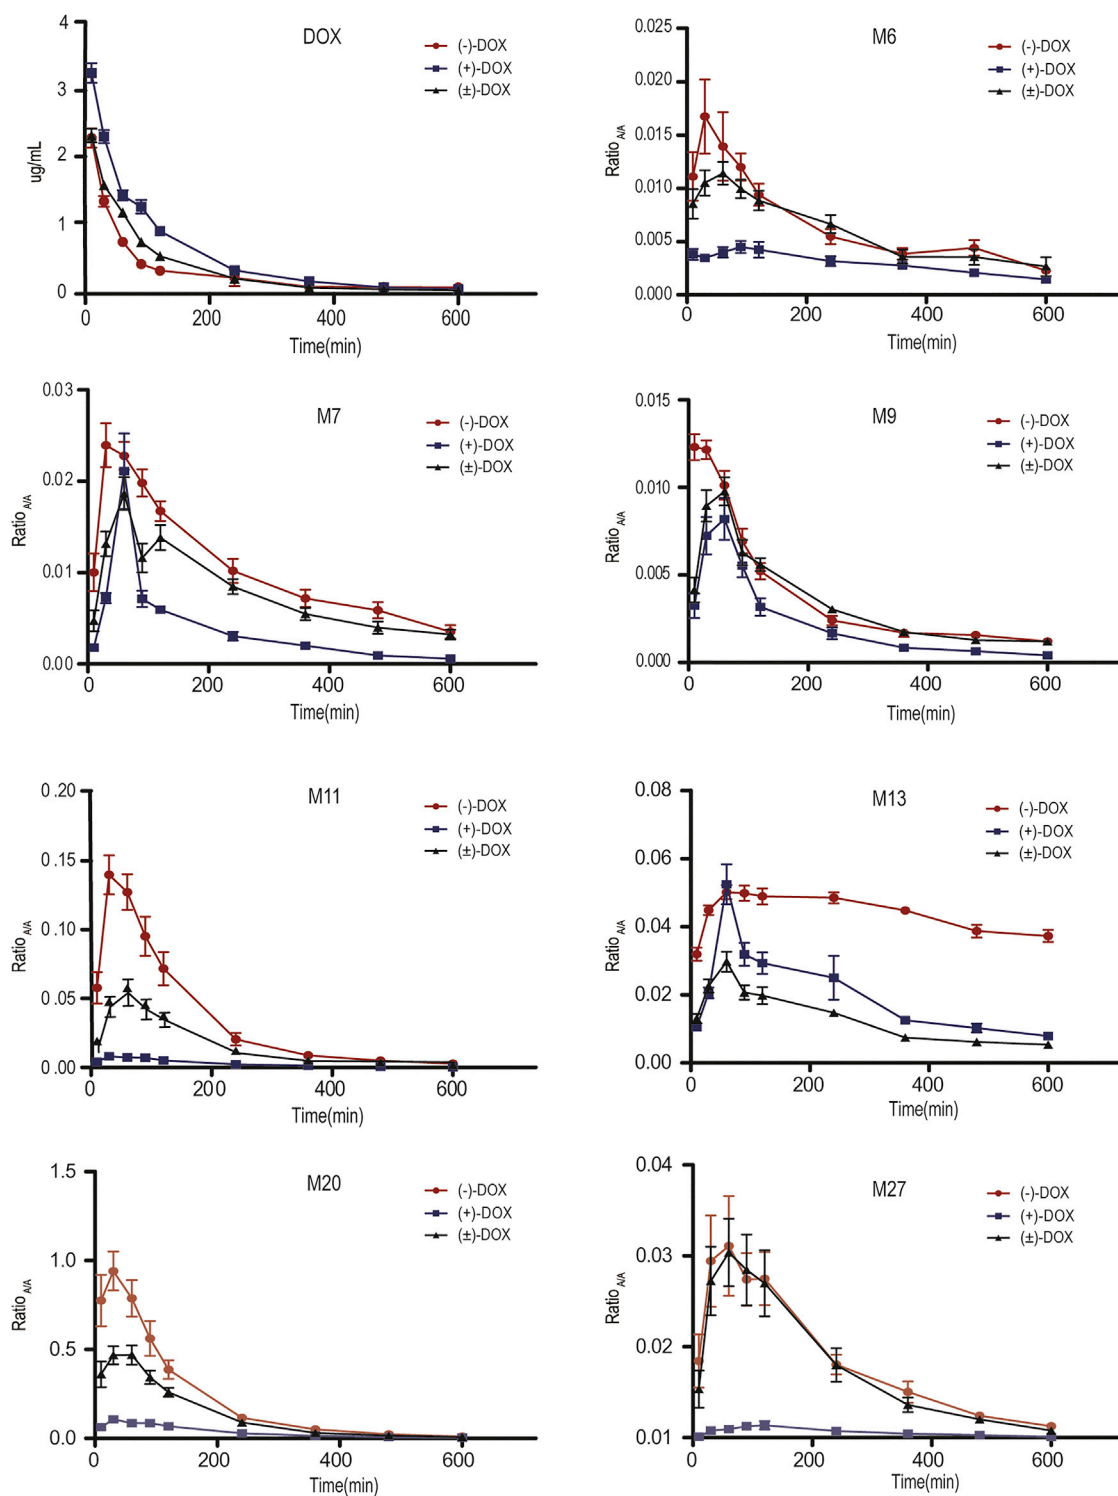 DOX
(-)-DOX
(+)-DOX
(±)-DOX
4
3
2
1
0
ug/mL
0 200 400 600
Time(min)
M6
(-)-DOX
(+)-DOX
(±)-DOX
0.025
0.020
0.015
0.010
0.005
0.000
Ratio A/A
0 200 400 600
Time(min)
M7
(-)-DOX
(+)-DOX
(±)-DOX
0.03
0.02
0.01
0.00
Ratio A/A
0 200 400 600
Time(min)
M9
(-)-DOX
(+)-DOX
(±)-DOX
0.015
0.010
0.005
0.000
Ratio A/A
0 200 400 600
Time(min)
M11
(-)-DOX
(+)-DOX
(±)-DOX
0.20
0.15
0.10
0.05
0.00
Ratio A/A
0 200 400 600
Time(min)
M13
(-)-DOX
(+)-DOX
(±)-DOX
0.08
0.06
0.04
0.02
0.00
Ratio A/A
0 200 400 600
Time(min)
M20
(-)-DOX
(+)-DOX
(±)-DOX
1.5
1.0
0.5
0.0
Ratio A/A
0 200 400 600
Time(min)
M27
(-)-DOX
(+)-DOX
(±)-DOX
0.04
0.03
0.02
0.01
Ratio A/A
0 200 400 600
Time(min)